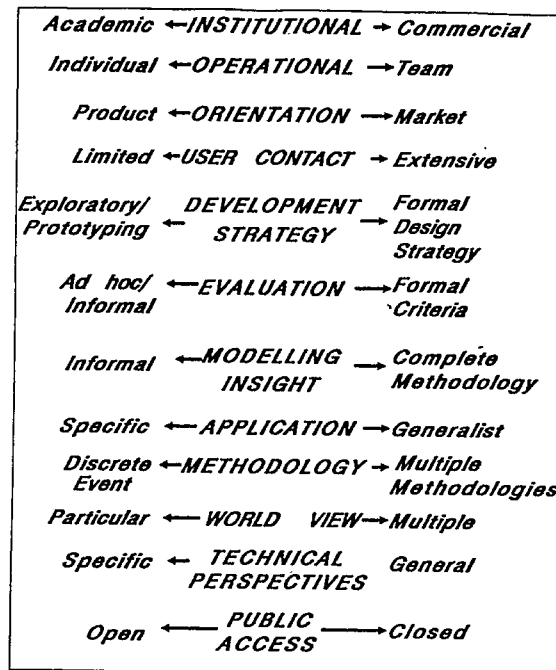 Academic ←INSTITUTIONAL → Commercial
Individual ←OPERATIONAL →Team
Product ←ORIENTATION →Market
Limited ←USER CONTACT → Extensive
Exploratory/ DEVELOPMENT Formal
Prototyping ← STRATEGY → Design
Strategy
Ad hoc/ ←EVALUATION →Formal
Informal Criteria
Informal ←MODELLING →Complete
INSIGHT Methodology
Specific ←APPLICATION →Generalist
Discrete ←METHODOLOGY→ Multiple
Event Methodologies
Particular ← WORLD VIEW→Multiple
Specific ← TECHNICAL General
PERSPECTIVES
Open ← PUBLIC →Closed
ACCESS